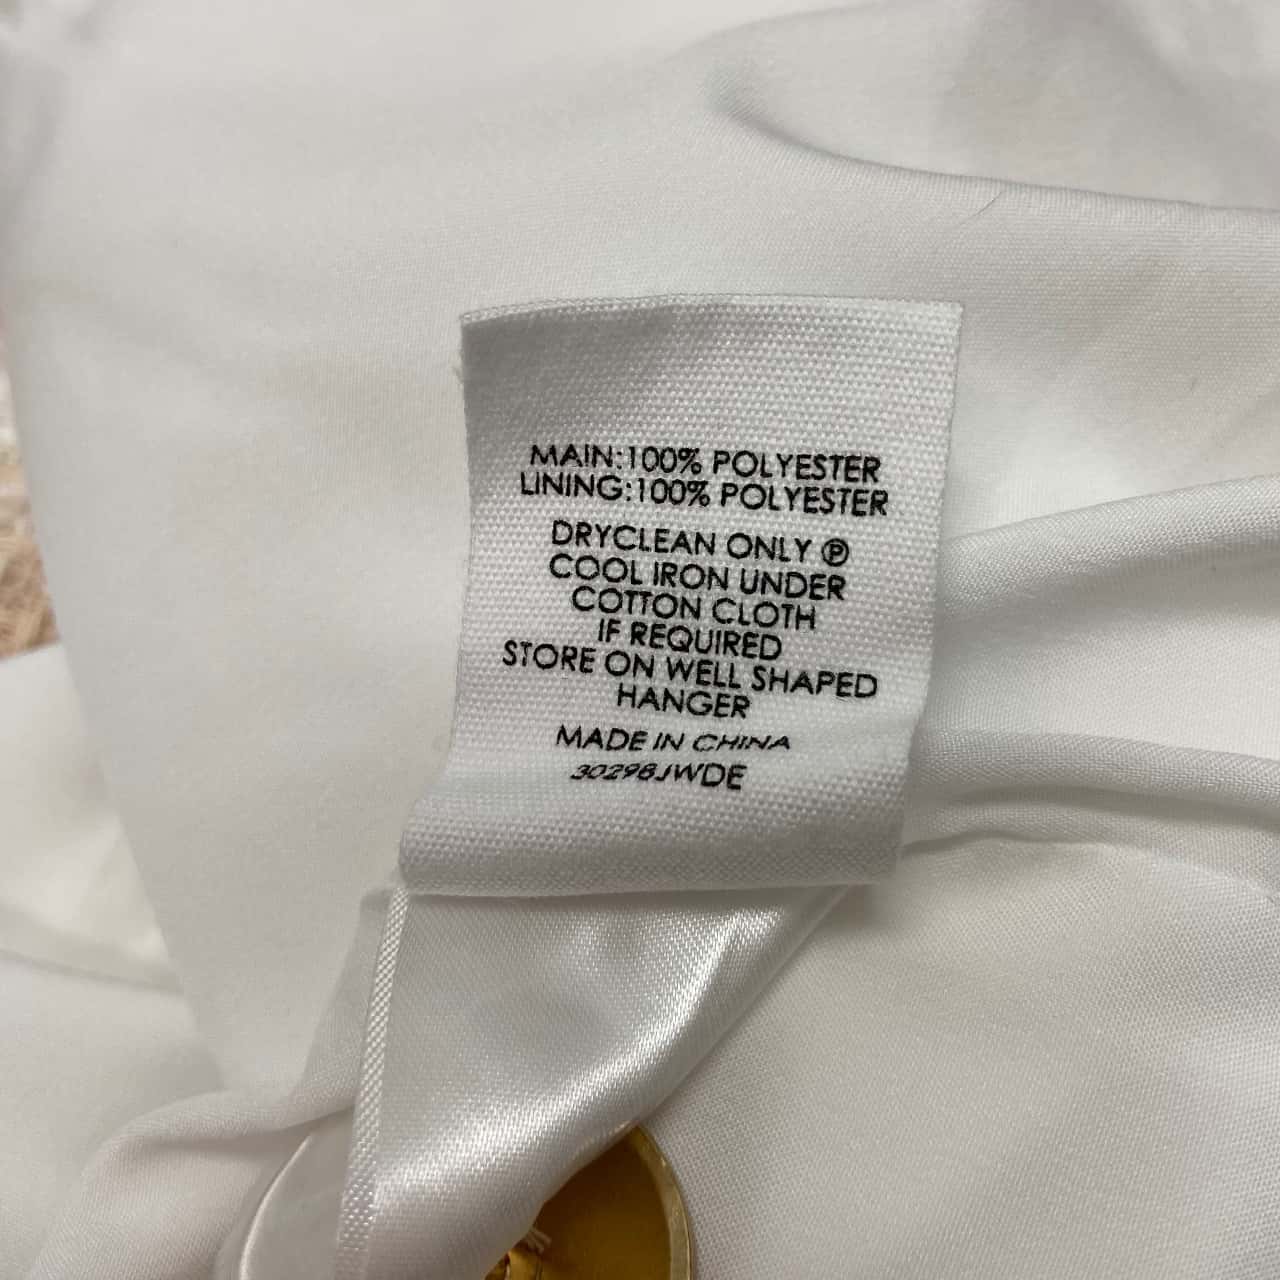 MAIN:100% POLYESTER
LINING:100% POLYESTER
DRYCLEAN ONLY Ⓟ
COOL IRON UNDER
COTTON CLOTH
IF REQUIRED
STORE ON WELL SHAPED
HANGER
MADE IN CHINA
30298JWDE